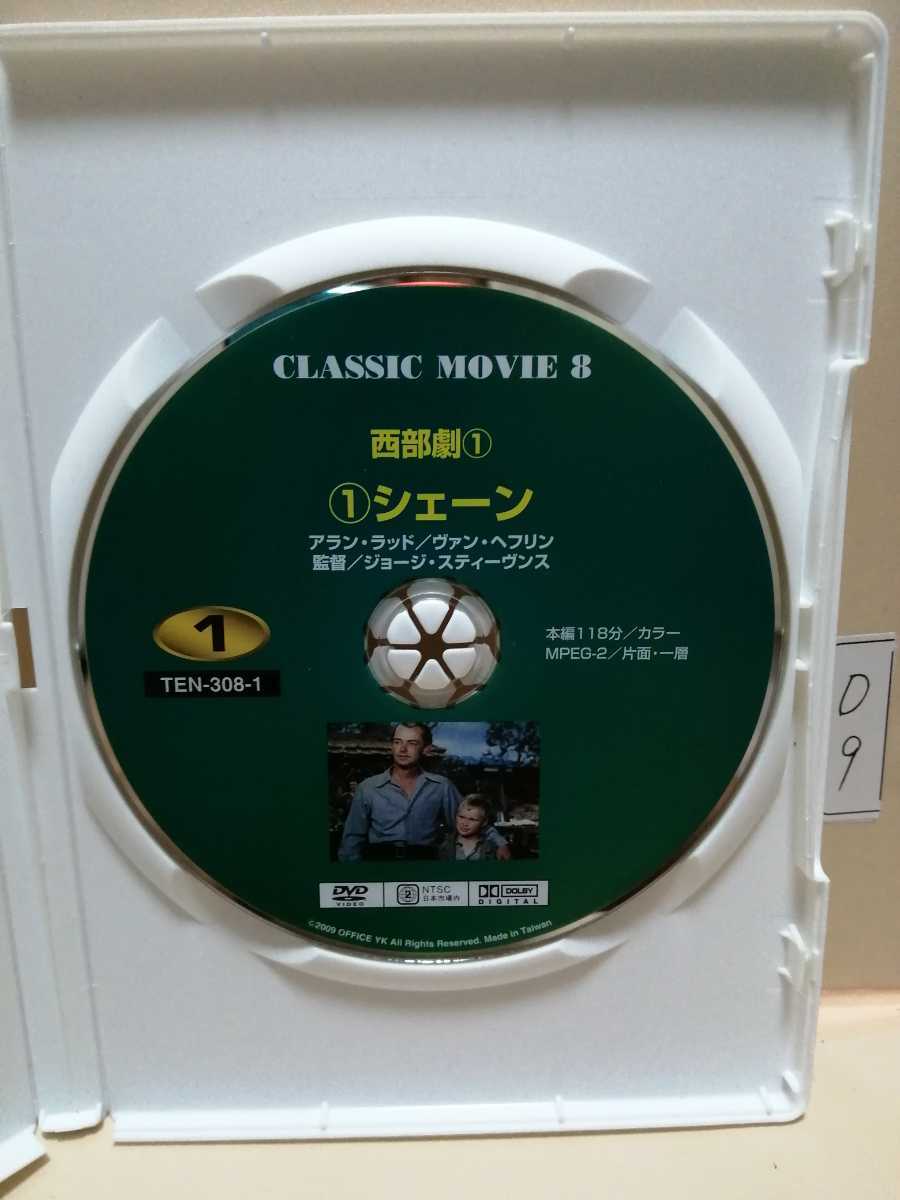 CLASSIC MOVIE 8
西部劇①
①シェーン
アラン・ラッド／ヴァン・ヘフリン
監督／ジョージ・スティーヴンス
1
TEN-308-1
本編118分／カラー
MPEG-2／片面・一層
DVD
VIDEO
2
NTSC
日本市場内
DOLBY
DIGITAL
©2009 OFFICE YK All Rights Reserved. Made in Taiwan
D
9